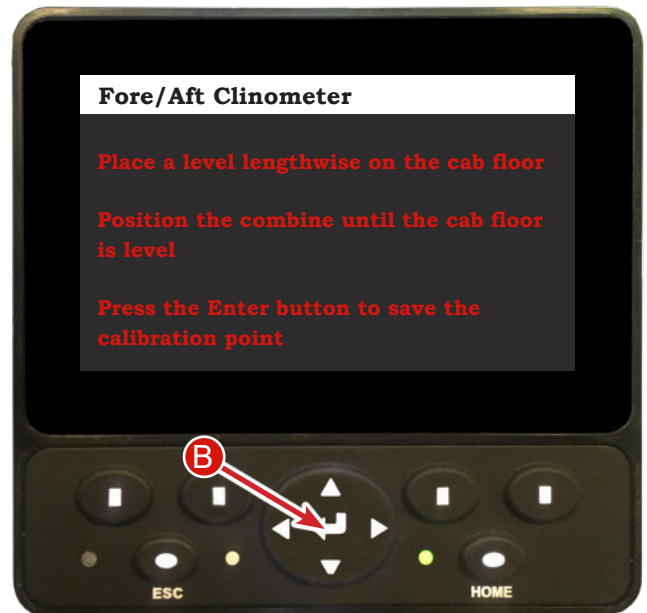 Fore/Aft Clinometer
Place a level lengthwise on the cab floor
Position the combine until the cab floor
is level
Press the Enter button to save the
calibration point
B
ESC
HOME